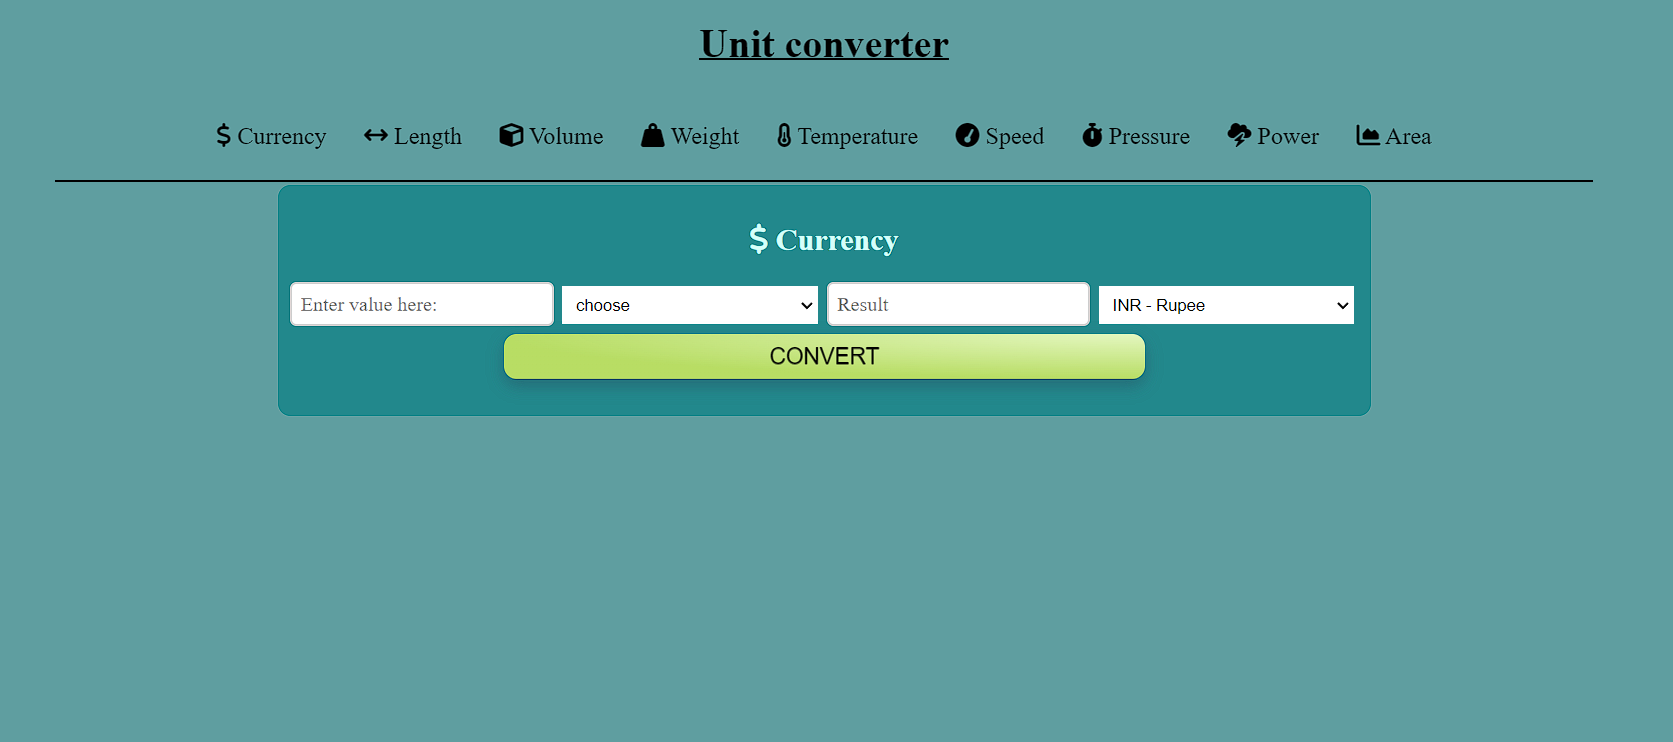 Unit converter
Currency Length Volume Weight Temperature Speed Pressure Power Area
$ Currency
Enter value here: choose Result INR - Rupee
CONVERT